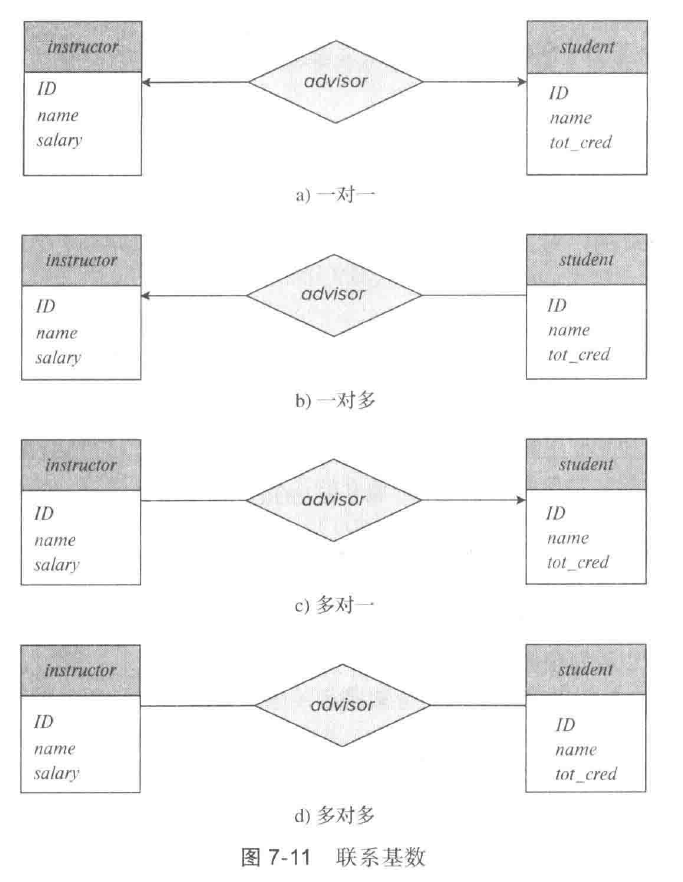 instructor
ID
name
salary
advisor
student
ID
name
tot_cred
a) 一对一
instructor
ID
name
salary
advisor
student
ID
name
tot_cred
b) 一对多
instructor
ID
name
salary
advisor
student
ID
name
tot_cred
c) 多对一
instructor
ID
name
salary
advisor
student
ID
name
tot_cred
d) 多对多
图 7-11 联系基数